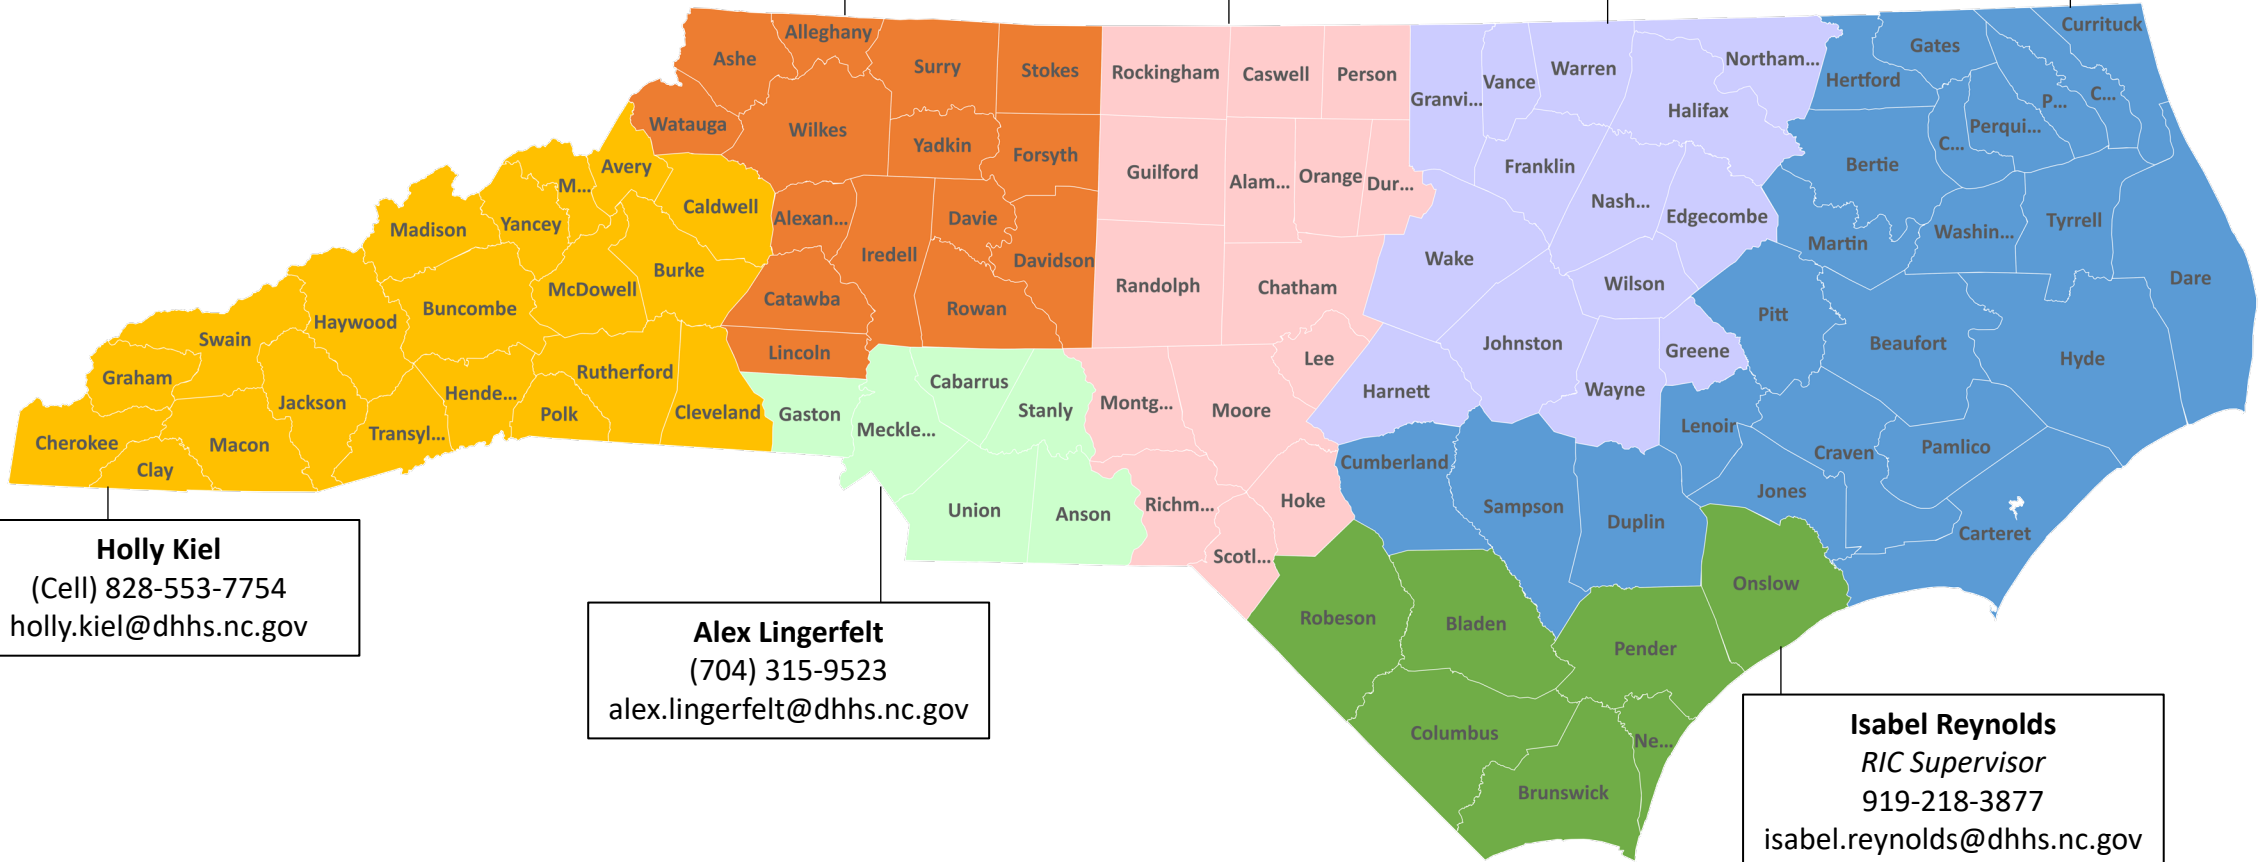 Currituck
Alleghany
Gates
Ashe
Northam...
Surry
Stokes
Rockingham
Caswell
Person
Vance
Warren
Hertford
Granvi...
P...
C...
Halifax
Watauga
Wilkes
Perqui...
C...
Yadkin
Forsyth
Franklin
Bertie
Avery
M...
Guilford
Alam...
Orange
Dur...
Nash...
Caldwell
Edgecombe
Alexan...
Davie
Yancey
Madison
Tyrrell
Washin...
Martin
Iredell
Davidson
Wake
Burke
Dare
McDowell
Randolph
Chatham
Wilson
Catawba
Rowan
Buncombe
Haywood
Pitt
Swain
Johnston
Beaufort
Greene
Lincoln
Lee
Hyde
Rutherford
Graham
Cabarrus
Harnett
Wayne
Hende...
Jackson
Montg...
Moore
Stanly
Polk
Cleveland
Gaston
Lenoir
Meckle...
Transyl...
Cherokee
Macon
Pamlico
Craven
Cumberland
Clay
Jones
Hoke
Richm...
Sampson
Union
Anson
Duplin
Carteret
Scotl...
Onslow
Robeson
Bladen
Pender
Columbus
Ne...
Brunswick
Holly Kiel
(Cell) 828-553-7754
holly.kiel@dhhs.nc.gov
Alex Lingerfelt
(704) 315-9523
alex.lingerfelt@dhhs.nc.gov
Isabel Reynolds
RIC Supervisor
919-218-3877
isabel.reynolds@dhhs.nc.gov